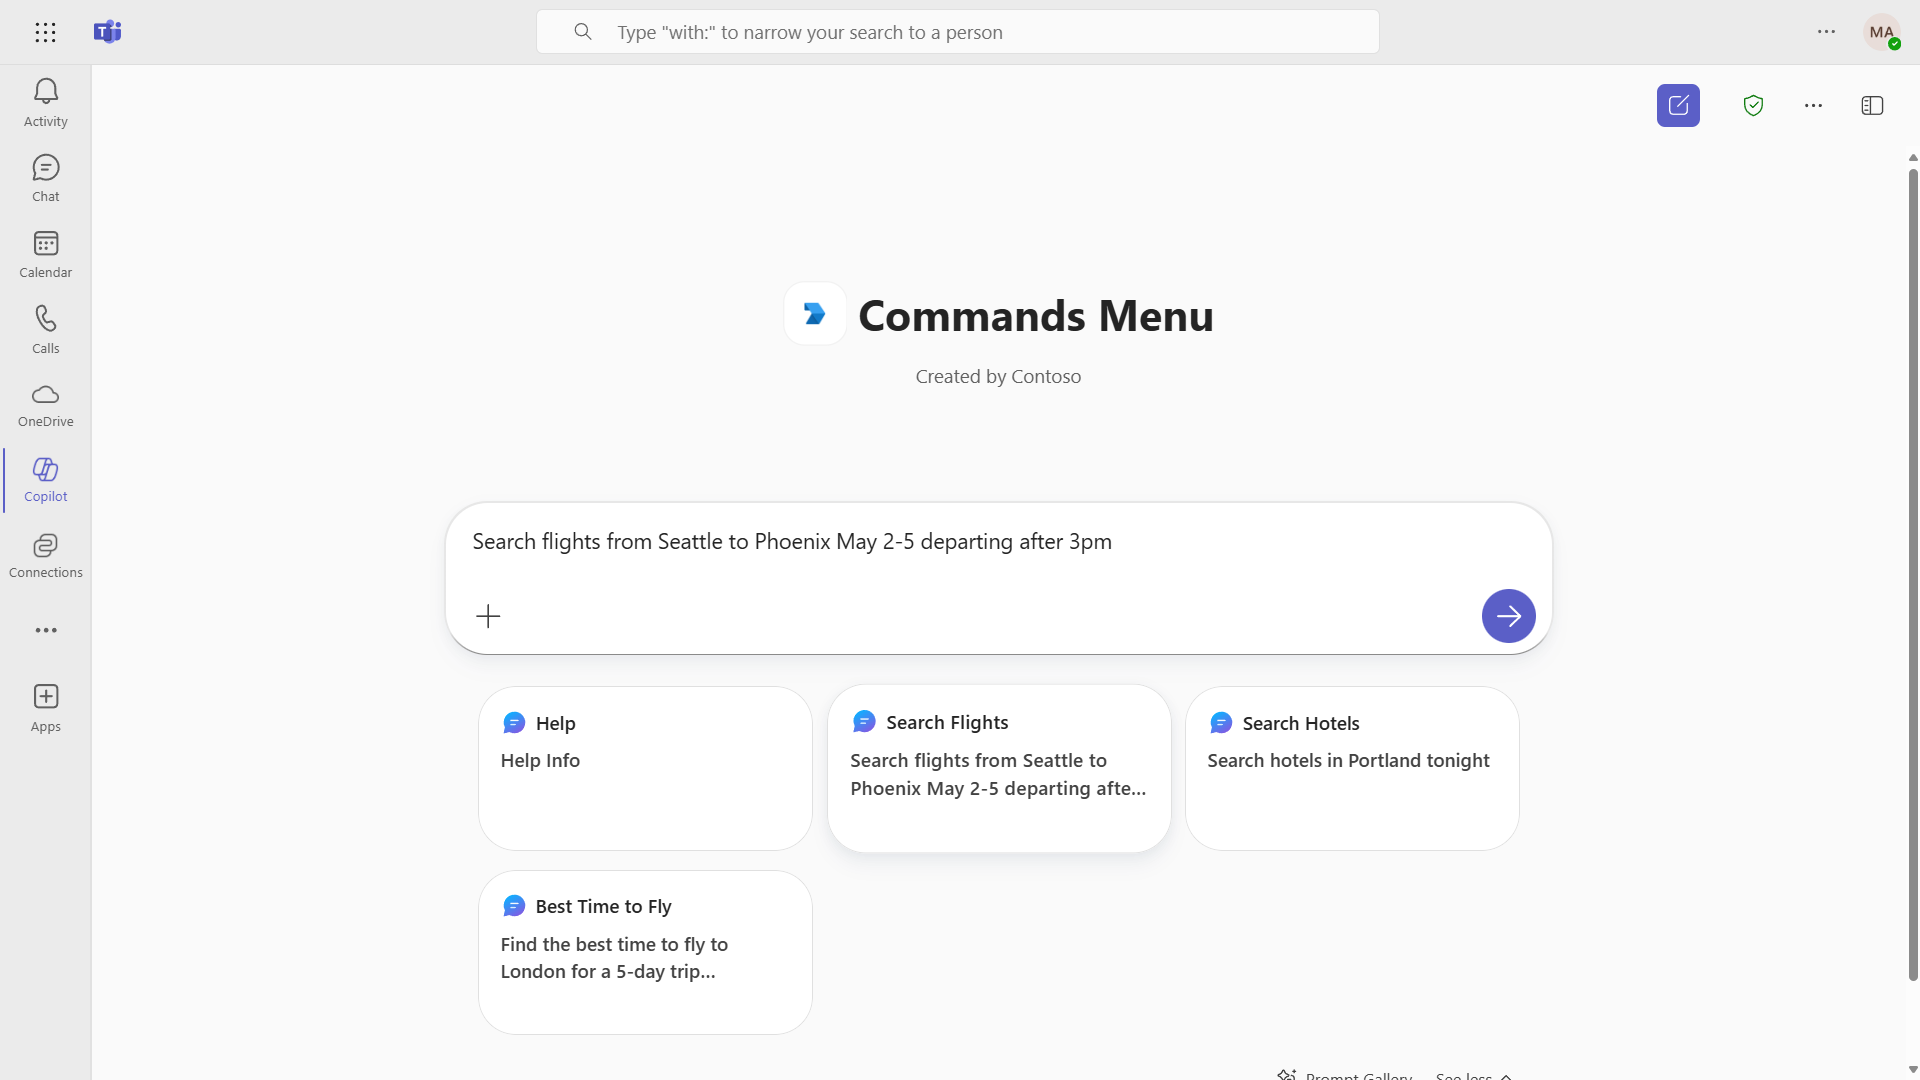 Type "with:" to narrow your search to a person
MA
Activity
Chat
Calendar
Calls
OneDrive
Copilot
Connections
Apps
Commands Menu
Created by Contoso
Search flights from Seattle to Phoenix May 2-5 departing after 3pm
Help
Help Info
Search Flights
Search flights from Seattle to
Phoenix May 2-5 departing afte...
Search Hotels
Search hotels in Portland tonight
Best Time to Fly
Find the best time to fly to
London for a 5-day trip...
Prompt Gallery
See less